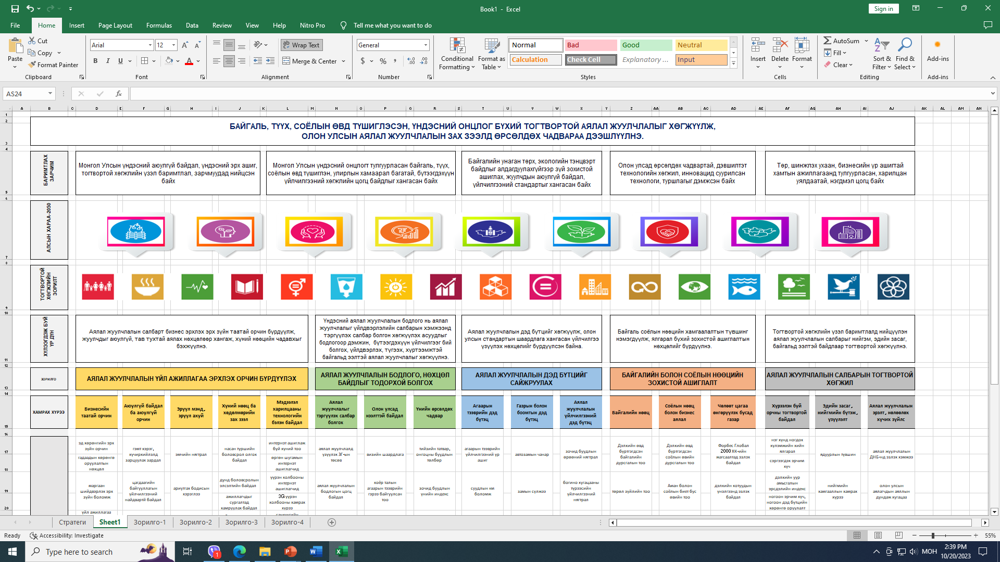 Book1 - Excel
Sign in
File Home Insert Page Layout Formulas Data Review View Help Nitro Pro Tell me what you want to do
Paste
Cut
Copy
Format Painter
Clipboard
Arial 12
B I U
Font
Wrap Text
Merge & Center
Alignment
General
Number
Conditional Formatting
Format as Table
Normal Bad Good Neutral
Calculation Check Cell Explanatory ... Input
Styles
Insert Delete Format
Cells
AutoSum
Fill
Clear
Sort & Filter
Find & Select
Editing
Add-ins
Add-ins
AS24
A B C D E F G H I J K L M N O P Q R S T U V W X Y Z AA AB AC AD AE AF AG AH AI AJ AK AL AM AN
БАЙГАЛЬ, ТҮҮХ, СОЁЛЫН ӨВД ТҮШИГЛЭСЭН, ҮНДЭСНИЙ ОНЦЛОГ БҮХИЙ ТОГТВОРТОЙ АЯЛАЛ ЖУУЛЧЛАЛЫГ ХӨГЖҮҮЛЖ,
ОЛОН УЛСЫН АЯЛАЛ ЖУУЛЧЛАЛЫН ЗАХ ЗЭЭЛД ӨРСӨЛДӨХ ЧАДВАРАА ДЭЭШЛҮҮЛНЭ.
БАРИМТЛАХ
ЗАРЧИМ
Монгол Улсын үндэсний аюулгүй байдал, үндэсний эрх ашиг,
тогтвортой хөгжлийн үзэл баримтлал, зарчмуудад нийцсэн
байх
Монгол Улсын үндэсний онцлогт тулгуурласан байгаль, түүх,
соёлын өвд түшиглэн, улирлын хамаарал багатай, бүтээгдэхүүн
үйлчилгээний хөгжлийн цогц байдлыг хангасан байх
Байгалийн унаган төрх, экологийн тэнцвэрт
байдлыг алдагдуулахгүйгээр зүй зохистой
ашиглах, жуулчдын аюулгүй байдал,
үйлчилгээний стандартыг хангасан байх
Олон улсад өрсөлдөх чадвартай, дэвшилтэт
технологийн хөгжил, инновацид суурилсан
технологи, туршлагыг дэмжсэн байх
Төр, шинжлэх ухаан, бизнесийн үр ашигтай
хамтын ажиллагаанд тулгуурласан, харилцан
уялдаатай, нэгдмэл цогц байх
АЛСЫН ХАРАА-2050
ТОГТВОРТОЙ
ХӨГЖЛИЙН
ЗОРИЛТ
ХҮЛЭЭГДЭЖ БУЙ
ҮР ДҮН
Аялал жуулчлалын салбарт бизнес эрхлэх эрх зүйн таатай орчин бүрдүүлж,
жуулчдыг аюулгүй, тав тухтай аялах нөхцөлөөр хангаж, хүний нөөцийн чадавхыг
бэхжүүлнэ.
Үндэсний аялал жуулчлалын бодлого нь аялал
жуулчлалыг үйлдвэрлэлийн салбарын хэмжээнд
тэргүүлэх салбар болгон хөгжүүлэх асуудлыг
бодлогоор дэмжин, бүтээгдэхүүн үйлчилгээг бий
болгох, үйлдвэрлэх, түгээх, хүртээмжтэй
байгальд ээлтэй аялал жуулчлалыг хөгжүүлнэ.
Аялал жуулчлалын дэд бүтцийг хөгжүүлж, олон
улсын стандартын шаардлага хангасан үйлчилгээ
үзүүлэх нөхцөлийг бүрдүүлсэн байна.
Байгаль соёлын нөөцийн хамгаалалтын түвшинг
нэмэгдүүлж, ялгарал бүхий зохистой ашиглалтын
нөхцөлийг бүрдүүлнэ.
Тогтвортой хөгжлийн үзэл баримтлалд нийцүүлэн
аялал жуулчлалын салбарыг нийгэм, эдийн засаг,
байгальд ээлтэй байдлаар тогтвортой хөгжүүлнэ.
ЗОРИЛГО
АЯЛАЛ ЖУУЛЧЛАЛЫН ҮЙЛ АЖИЛЛАГАА ЭРХЛЭХ ОРЧИН БҮРДҮҮЛЭХ
АЯЛАЛ ЖУУЛЧЛАЛЫН БОДЛОГО, НӨХЦӨЛ
БАЙДЛЫГ ТОДОРХОЙ БОЛГОХ
АЯЛАЛ ЖУУЛЧЛАЛЫН ДЭД БҮТЦИЙГ
САЙЖРУУЛАХ
БАЙГАЛИЙН БОЛОН СОЁЛЫН НӨӨЦИЙН
ЗОХИСТОЙ АШИГЛАЛТ
АЯЛАЛ ЖУУЛЧЛАЛЫН САЛБАРЫН ТОГТВОРТОЙ
ХӨГЖИЛ
ХАМРАХ ХҮРЭЭ
Бизнесийн
таатай орчин
Аюулгүй байдал
ба аюулгүй
орчин
Эрүүл мэнд,
эрүүл ахуй
Хүний нөөц ба
хөдөлмөрийн
зах зээл
Мэдээлэл
харилцааны
технологийн
бэлэн байдал
Аялал
жуулчлалыг
тэргүүлэх салбар
болгох
Олон улсад
нээлттэй байдал
Үнийн өрсөлдөх
чадвар
Агаарын
тээврийн дэд
бүтэц
Газрын болон
боомтын дэд
бүтэц
Аялал
жуулчлалын
үйлчилгээний
дэд бүтэц
Байгалийн нөөц
Соёлын нөөц
болон бизнес
аялал
Чөлөөт цагаа
өнгөрүүлэх бусад
газар
Хүрээлэн буй
орчны тогтвортой
байдал
Эдийн засаг,
нийгмийн бүтэж,
үзүүлэлт
Аялал жуулчлалын
эрэлт, нөлөөлөх
хүчих зүйлс
эд хөрөнгийн эрх
зүйн орчин
гадаадын хөрөнгө
оруулалтын
нөхцөл
гэмт хэрэг,
хүчирхийлэлд
зарцуулах зардал
эмчийн нягтрал
насан туршийн
боловсрол олгох
байдал
интернэт ашиглаж
буй хүний тоо
өргөн шугамын
интернэт
ашиглагчид
аялал жуулчлалд
үзүүлэх ЗГ-ын
төсөв
визийн шаардлага
тийзийн татвар,
онгоцны буудлын
төлбөр
агаарын тээврийн
үйлчилгээний үр
ашиг
автозамын чанар
зочид буудлын
өрөөний нягтрал
Дэлхийн өвд
бүртгэгдсэн
байгалийн
дурсгалын тоо
Дэлхийн өвд
бүртгэгдсэн
соёлын өвийн
дурсгалын тоо
Форбес Глобал
2000 ХК-ийн
жагсаалтад эзлэх
байдал
нэг хүнд ногдох
хүлэмжийн хийн
ялгарал
сэргээгдэх эрчим
хүч
ядуурлын түвшин
аялал жуулчлалын
ДНБ-нд эзлэх хэмжээ
маргаан
шийдвэрлэх эрх
зүйн боломж
цагдаагийн
байгууллагын
үйлчилгээний
найдвартй байдал
ариутгах бодисын
хэрэглээ
дунд боловсролын
элсэлтийн байдал
ажиллагчдыг
сургалтад
хамруулах байдал
үүрэн холбооны
интернэт
ашиглагчид
3G үүрэн
холбооны хамрах
хүрээ
аялал жуулчлалын
бодлогын цогц
байдал
хоёр талын
агаарын тээврийн
гэрээ байгуулсан
тоо
зочид буудлын
үнийн индекс
суудлын км
боломж
замын сүлжээ
богино хугацааны
түрээсийн
үйлчилгээний
нягтрал
төрөл зүйлийн тоо
Аман болон
соёлын биет бус
өвийн тоо
дэлхийн хотуудын
үнэлгээнд эзлэх
байдал
дэлхийн уур
амьсгалын
эрсдэлийн индекс
ногоон эрчим хүч,
ногоон дэд бүтцийн
хөрөнгө оруулалт
нийгмийн
хамгааллын хамрах
хүрээ
олон улсын
аялагчдын аяллын
дундаж хугацаа
үйл ажиллагаа
Стратеги Sheet1 Зорилго-1 Зорилго-2 Зорилго-3 Зорилго-4
Ready Accessibility: Investigate 55%
Type here to search
1
МОН
2:39 PM
10/20/2023